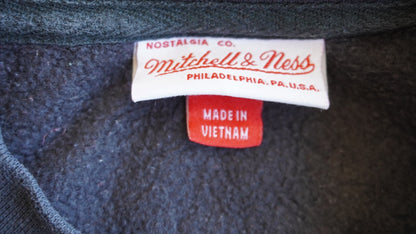 NOSTALGIA CO.
Mitchell & Ness
PHILADELPHIA. PA. U.S.A.
MADE IN
VIETNAM